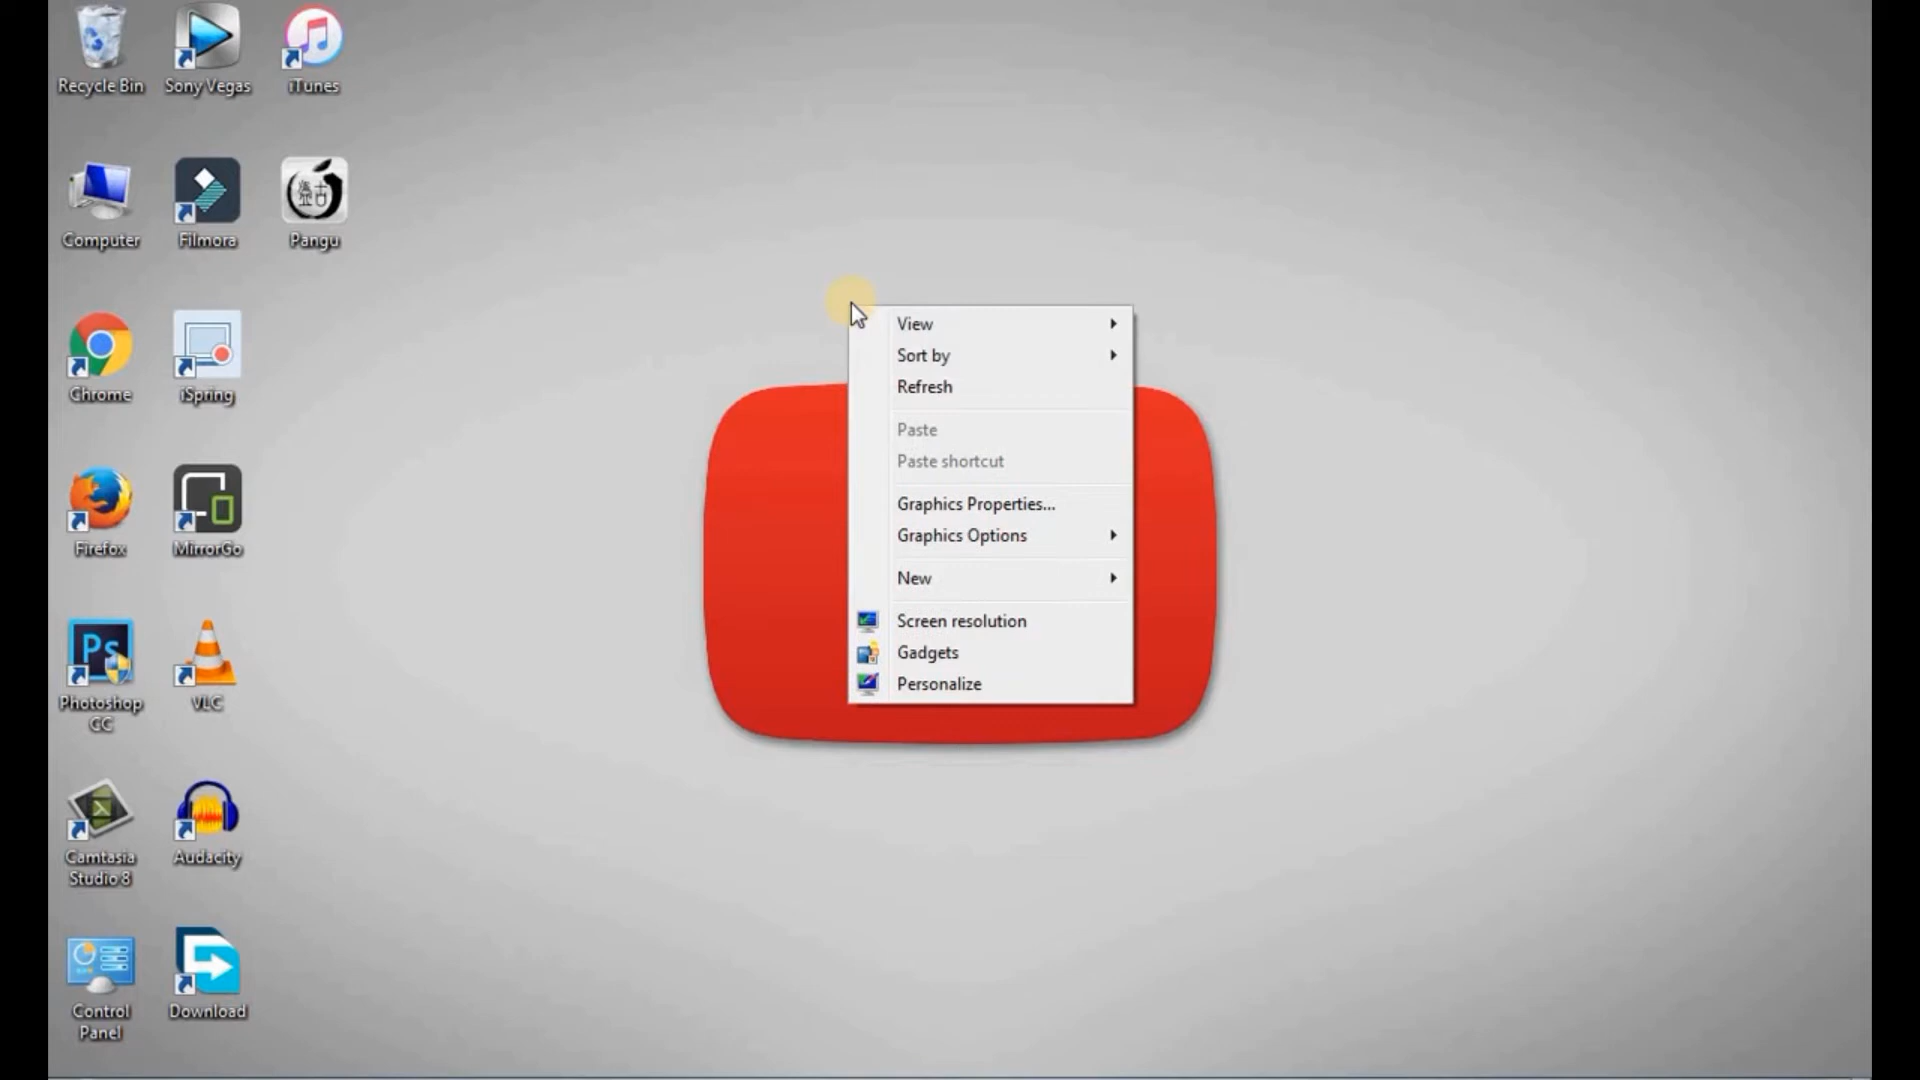 Recycle Bin
Sony Vegas
iTunes
Computer
Filmora
Pangu
Chrome
iSpring
Firefox
MirrorGo
Ps
Photoshop
CC
VLC
Camtasia
Studio 8
Audacity
Control
Panel
Download
View
Sort by
Refresh
Paste
Paste shortcut
Graphics Properties...
Graphics Options
New
Screen resolution
Gadgets
Personalize